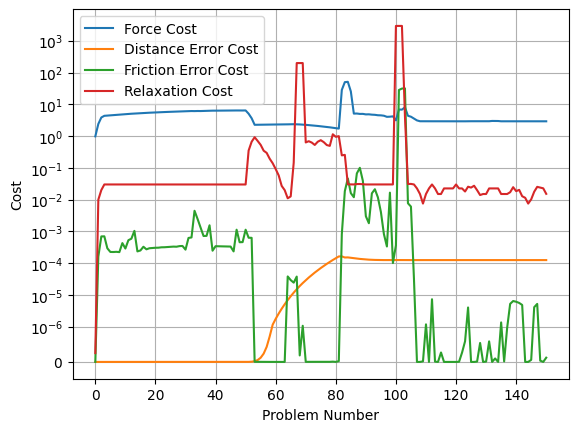 Force Cost
Distance Error Cost
Friction Error Cost
Relaxation Cost
10³
10²
10¹
10⁰
10⁻¹
10⁻²
10⁻³
10⁻⁴
10⁻⁵
10⁻⁶
0
Cost
0 20 40 60 80 100 120 140
Problem Number